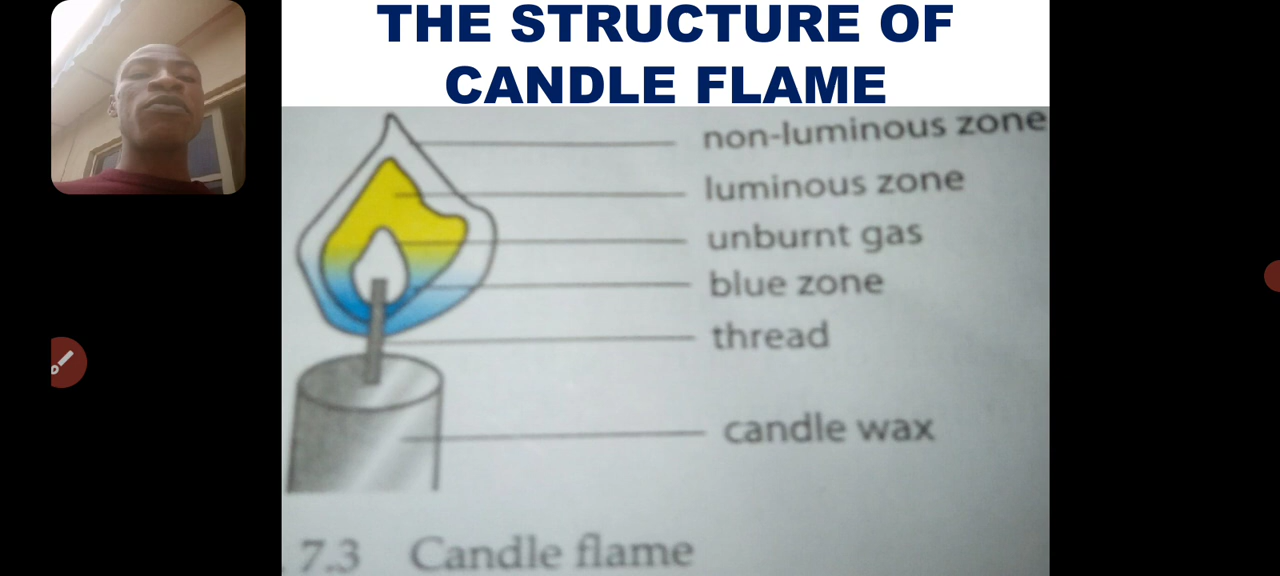 THE STRUCTURE OF
CANDLE FLAME
non-luminous zone
luminous zone
unburnt gas
blue zone
thread
candle wax
7.3 Candle flame